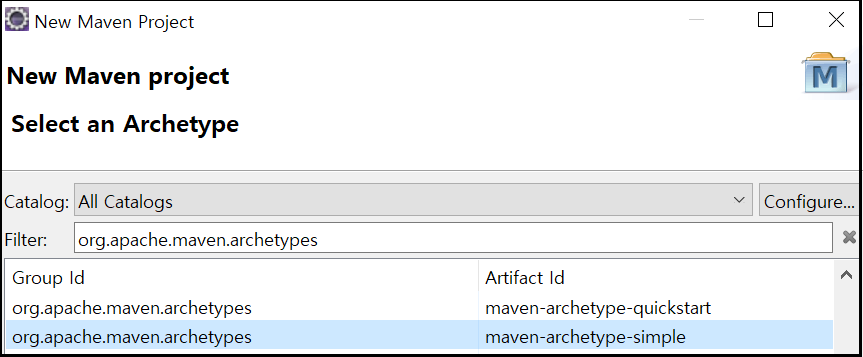 New Maven Project
New Maven project
M
Select an Archetype
Catalog: All Catalogs Configure...
Filter: org.apache.maven.archetypes
Group Id Artifact Id
org.apache.maven.archetypes maven-archetype-quickstart
org.apache.maven.archetypes maven-archetype-simple